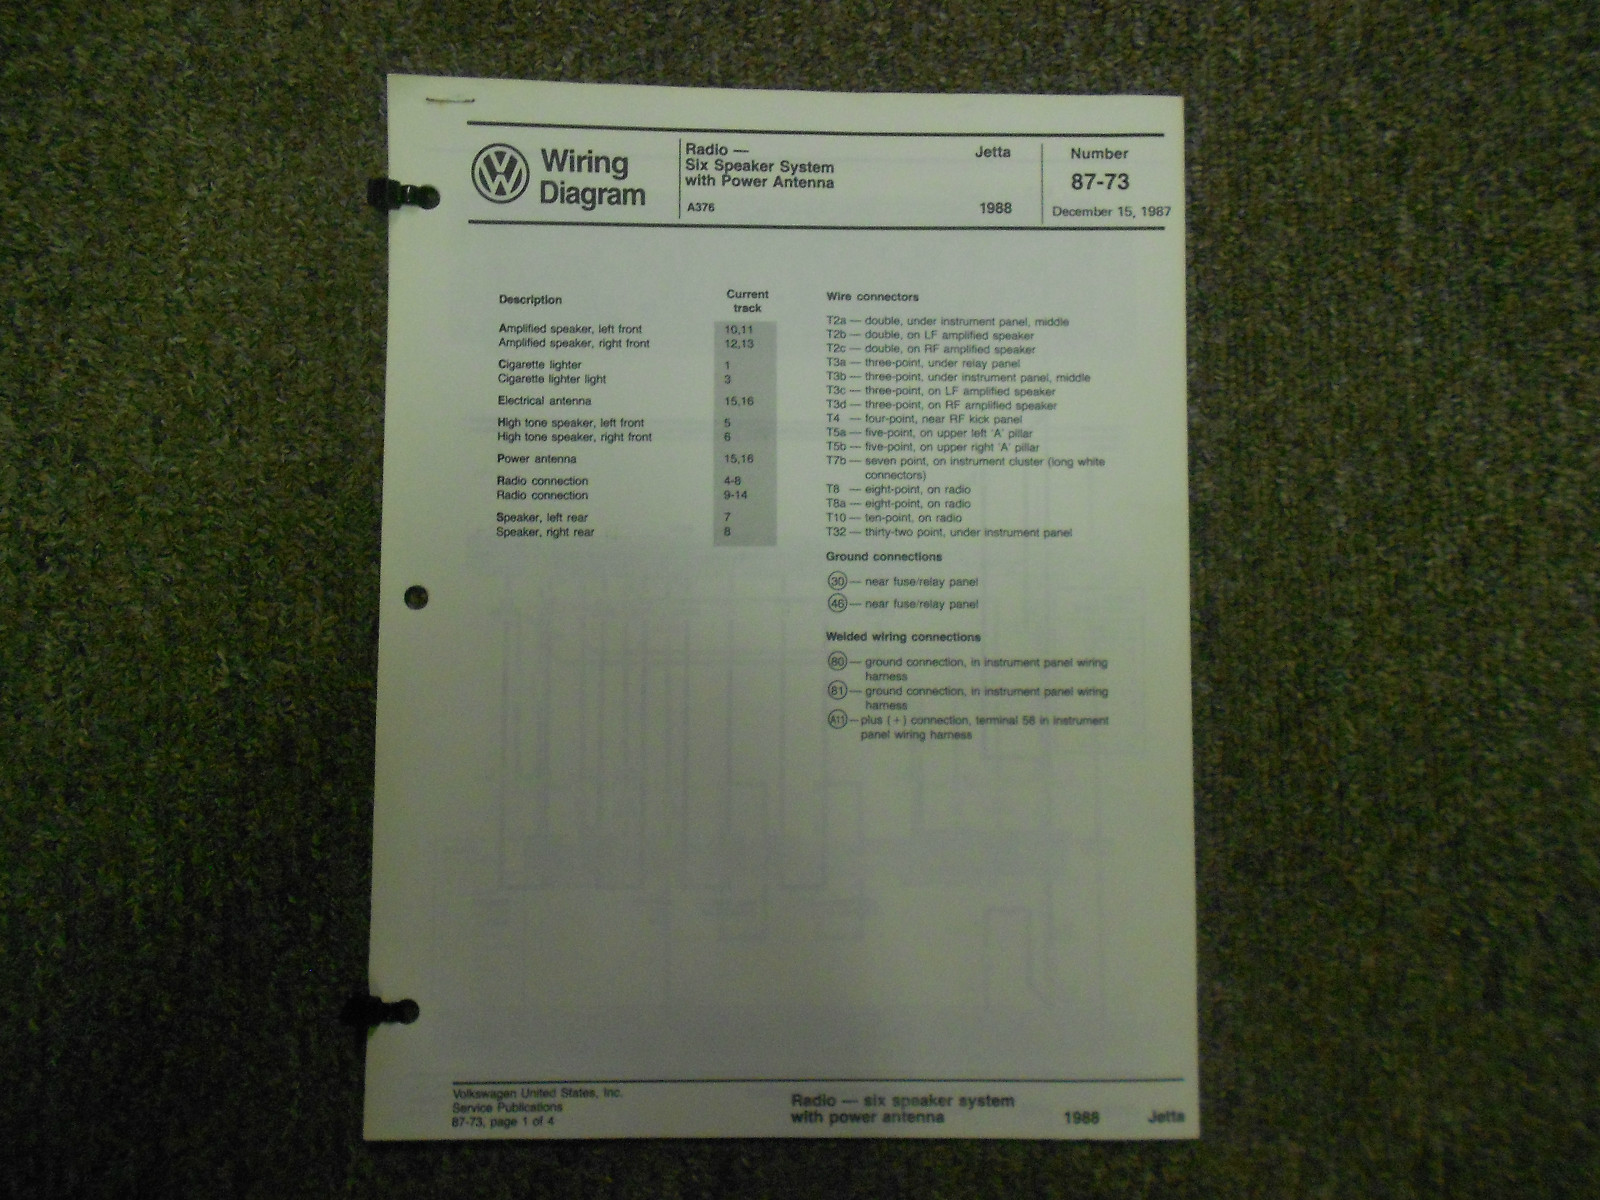 Wiring
Diagram
Radio —
Six Speaker System
with Power Antenna
A376
Jetta
1988
Number
87-73
December 15, 1987
Description Current
track
Amplified speaker, left front 10,11
Amplified speaker, right front 12,13
Cigarette lighter 1
Cigarette lighter light 3
Electrical antenna 15,16
High tone speaker, left front 5
High tone speaker, right front 6
Power antenna 15,16
Radio connection 4-8
Radio connection 9-14
Speaker, left rear 7
Speaker, right rear 8
Wire connectors
T2a — double, under instrument panel, middle
T2b — double, on LF amplified speaker
T2c — double, on RF amplified speaker
T3a — three-point, under relay panel
T3b — three-point, under instrument panel, middle
T3c — three-point, on LF amplified speaker
T3d — three-point, on RF amplified speaker
T4 — four-point, near RF kick panel
T5a — five-point, on upper left 'A' pillar
T5b — five-point, on upper right 'A' pillar
T7b — seven point, on instrument cluster (long white
connectors)
T8 — eight-point, on radio
T8a — eight-point, on radio
T10 — ten-point, on radio
T32 — thirty-two point, under instrument panel
Ground connections
30 — near fuse/relay panel
46 — near fuse/relay panel
Welded wiring connections
80 — ground connection, in instrument panel wiring
harness
81 — ground connection, in instrument panel wiring
harness
A11 — plus (+) connection, terminal 58 in instrument
panel wiring harness
Volkswagen United States, Inc.
Service Publications
87-73, page 1 of 4
Radio — six speaker system
with power antenna
1988 Jetta